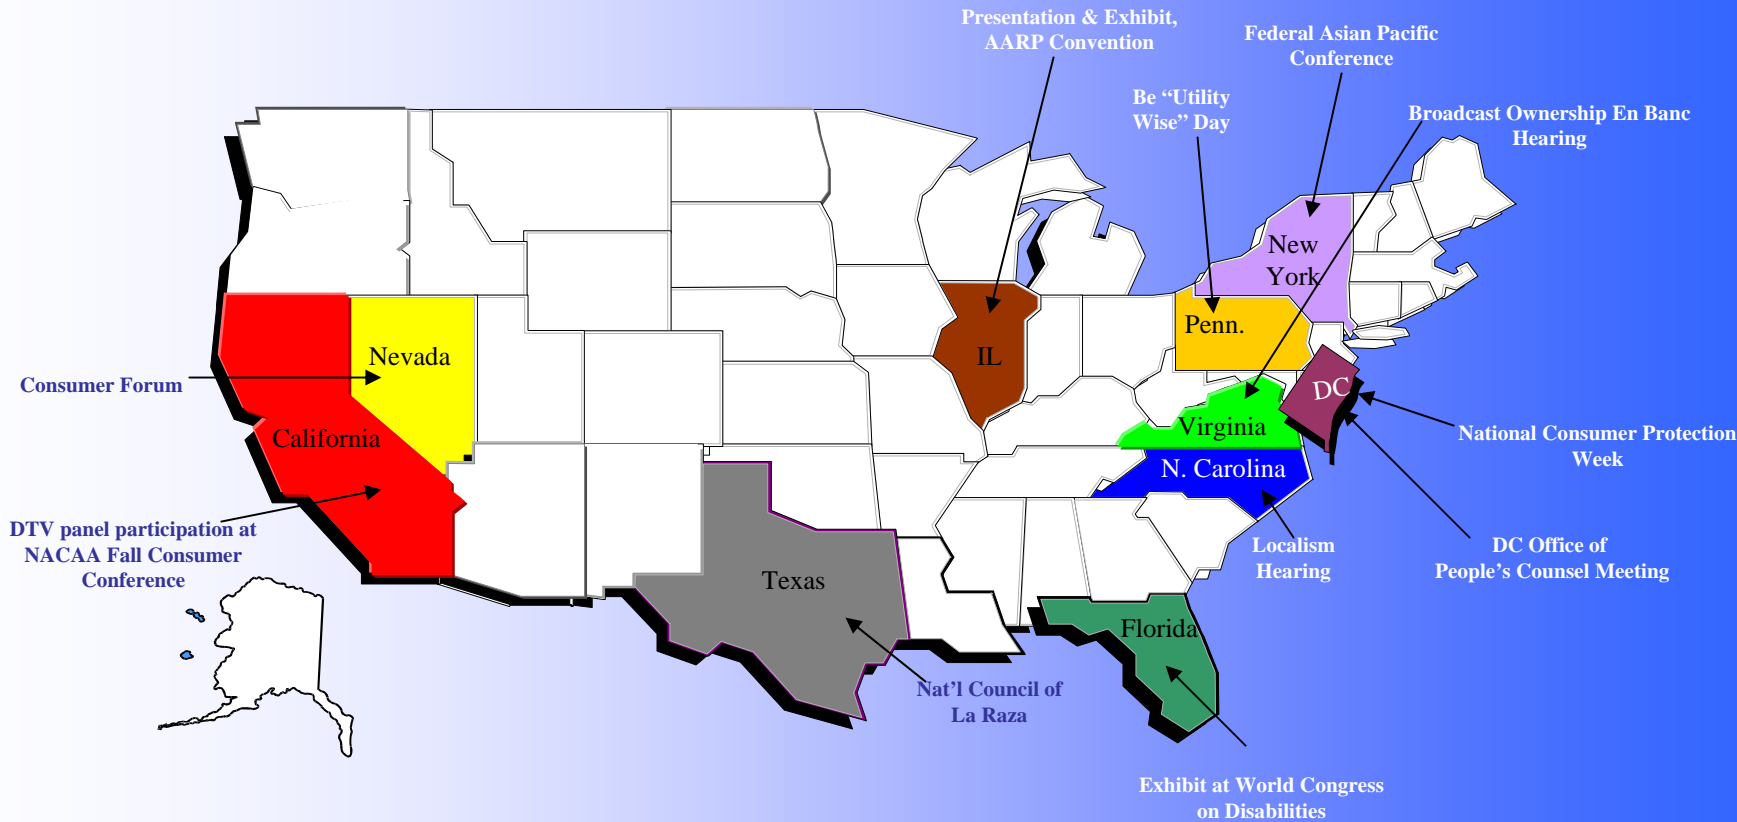 Presentation & Exhibit,
AARP Convention
Federal Asian Pacific
Conference
Be “Utility
Wise” Day
Broadcast Ownership En Banc
Hearing
New
York
Penn.
Nevada
IL
Consumer Forum
DC
California
Virginia
National Consumer Protection
Week
N. Carolina
DTV panel participation at
NACAA Fall Consumer
Conference
Localism
Hearing
DC Office of
People’s Counsel Meeting
Texas
Florida
Nat’l Council of
La Raza
Exhibit at World Congress
on Disabilities